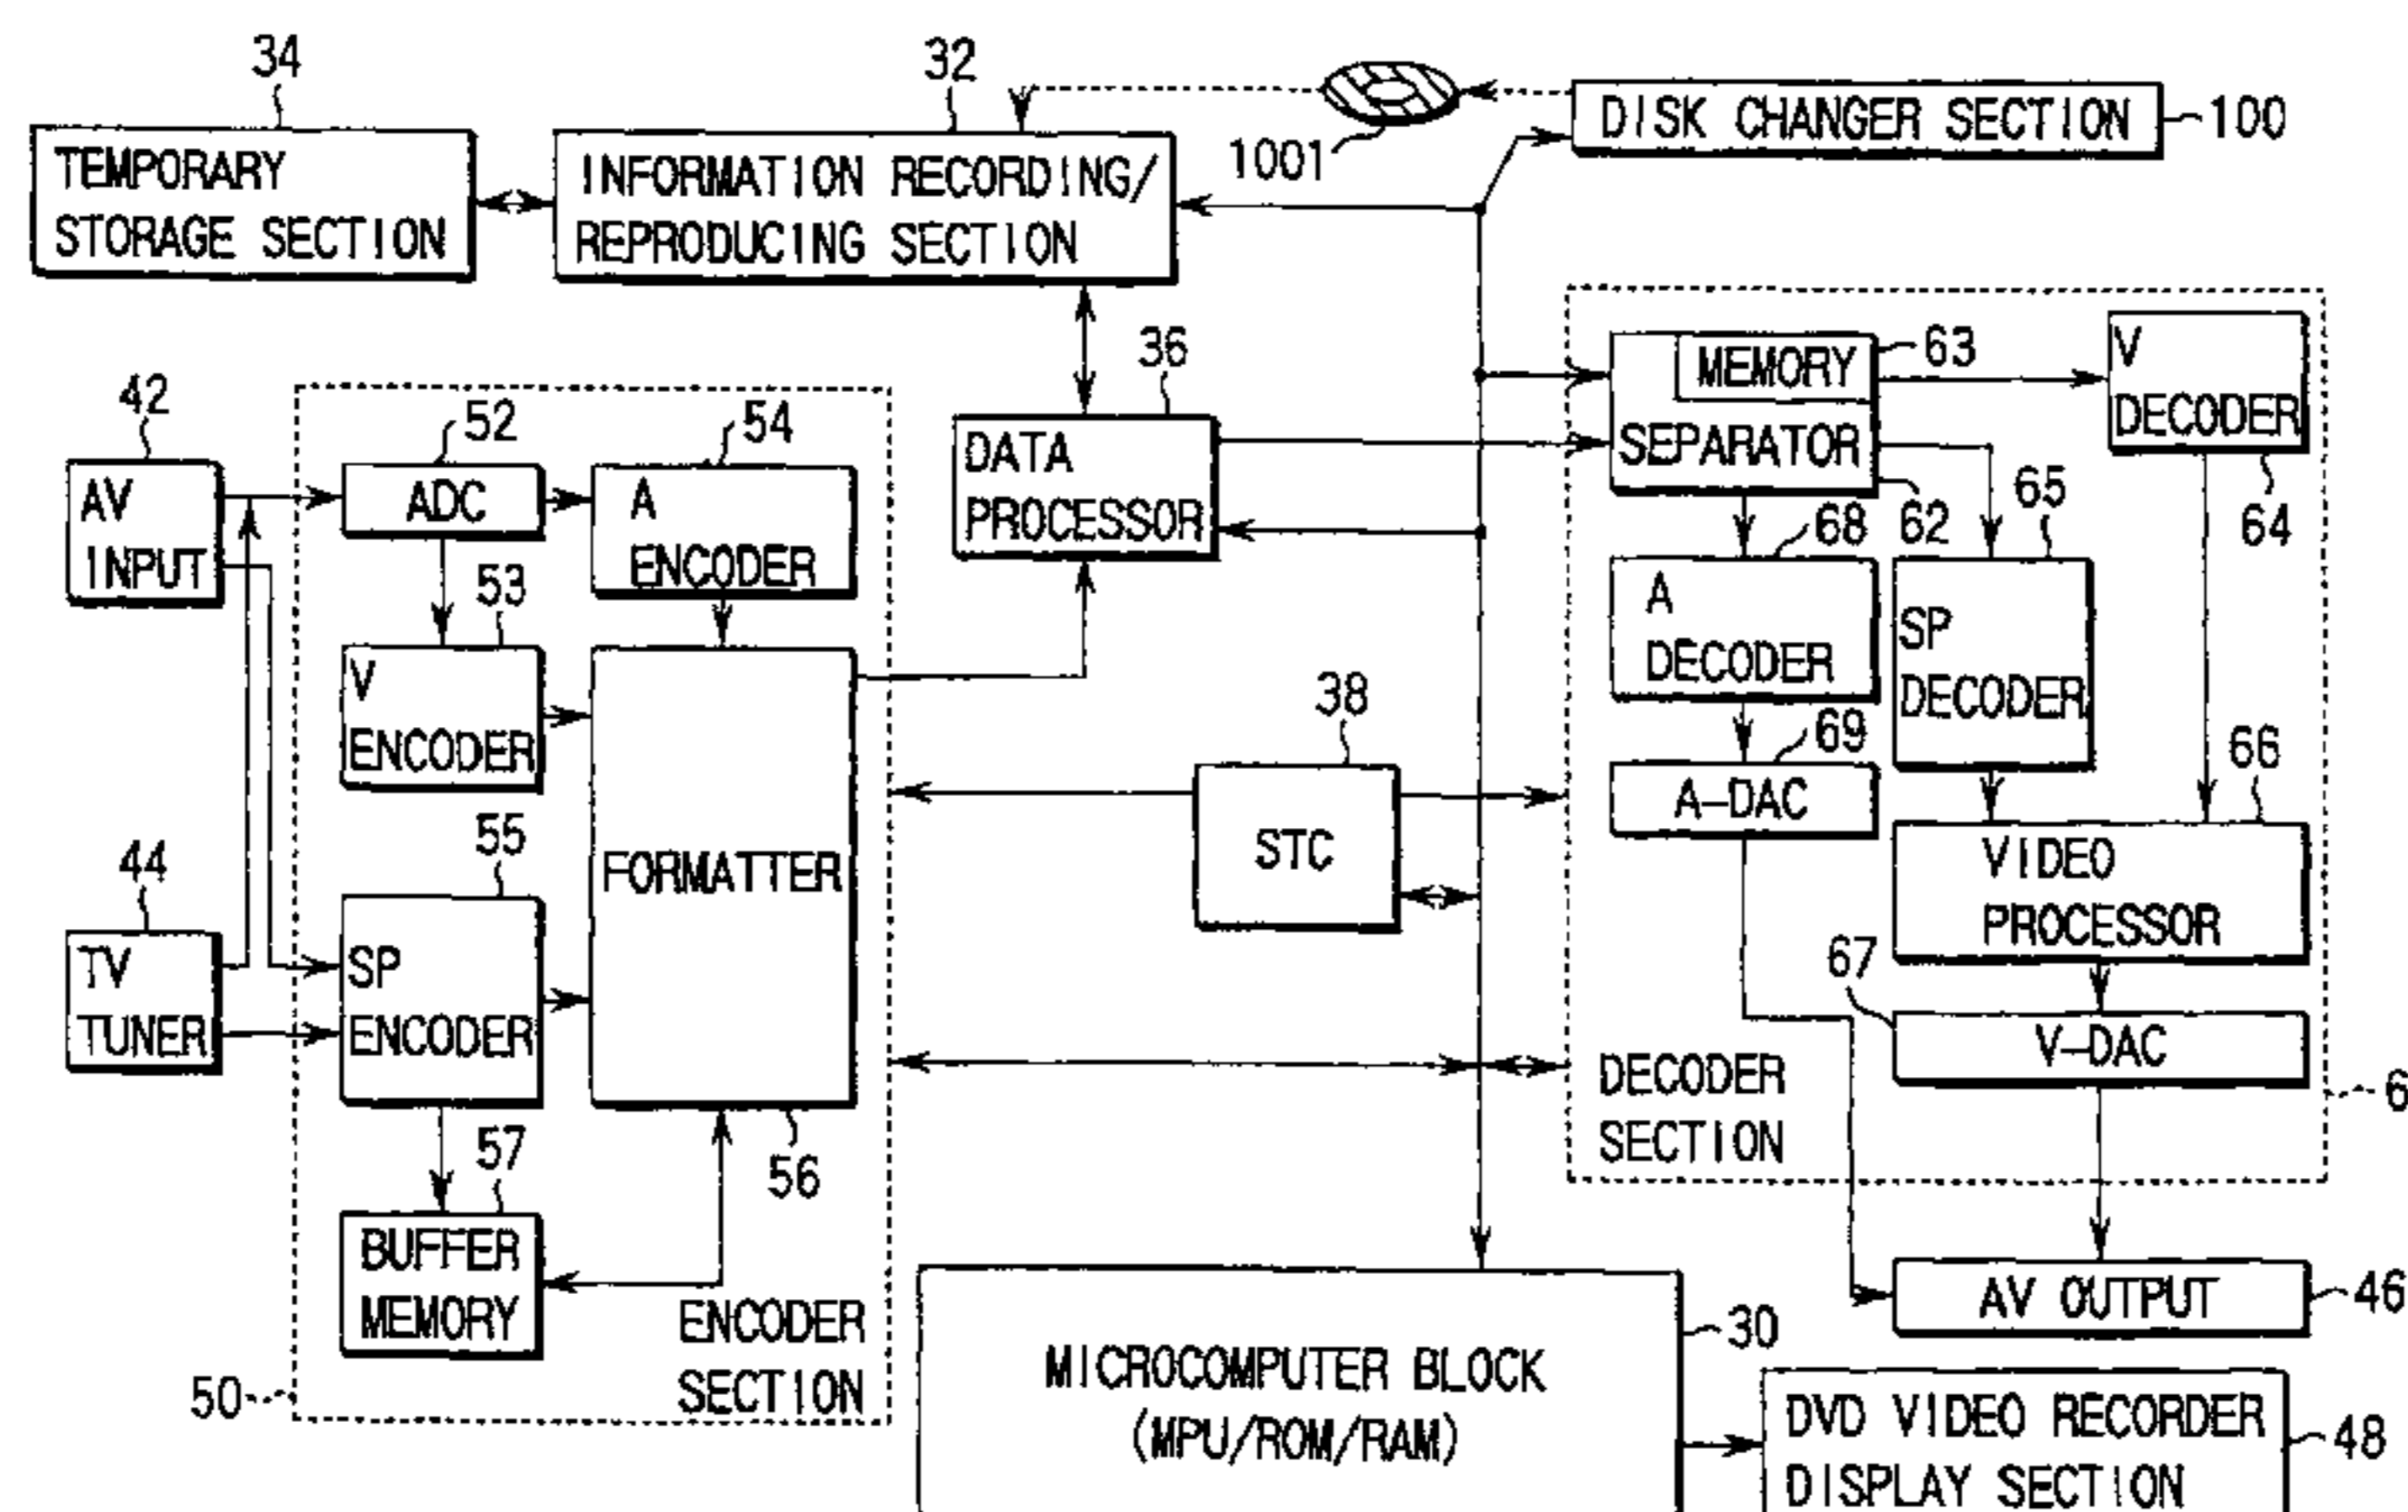 34
32
DISK CHANGER SECTION
100
1001
TEMPORARY
STORAGE SECTION
INFORMATION RECORDING/
REPRODUCING SECTION
36
42
52
54
AV
INPUT
ADC
A
ENCODER
DATA
PROCESSOR
MEMORY
63
SEPARATOR
62
V
DECODER
64
65
68
53
V
ENCODER
A
DECODER
SP
DECODER
38
69
66
A-DAC
STC
FORMATTER
VIDEO
PROCESSOR
44
55
TV
TUNER
SP
ENCODER
67
V-DAC
DECODER
SECTION
6
57
56
BUFFER
MEMORY
ENCODER
SECTION
50
AV OUTPUT
46
MICROCOMPUTER BLOCK
(MPU/ROM/RAM)
30
DVD VIDEO RECORDER
DISPLAY SECTION
48